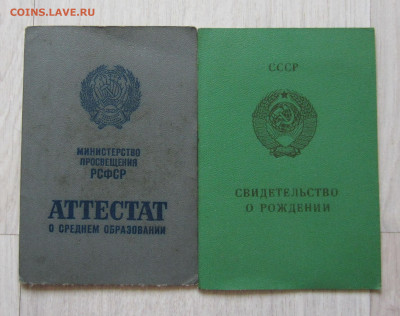 COINS.LAVE.RU
МИНИСТЕРСТВО
ПРОСВЕЩЕНИЯ
РСФСР
АТТЕСТАТ
О СРЕДНЕМ ОБРАЗОВАНИИ
СССР
СВИДЕТЕЛЬСТВО
О РОЖДЕНИИ